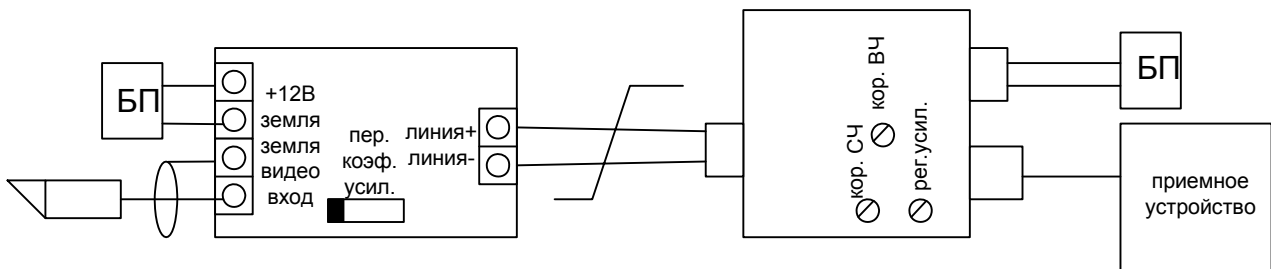 БП
+12В
земля
земля
видео
вход
пер.
коэф.
усил.
линия+
линия-
кор. СЧ
кор. ВЧ
рег.усил.
БП
приемное
устройство